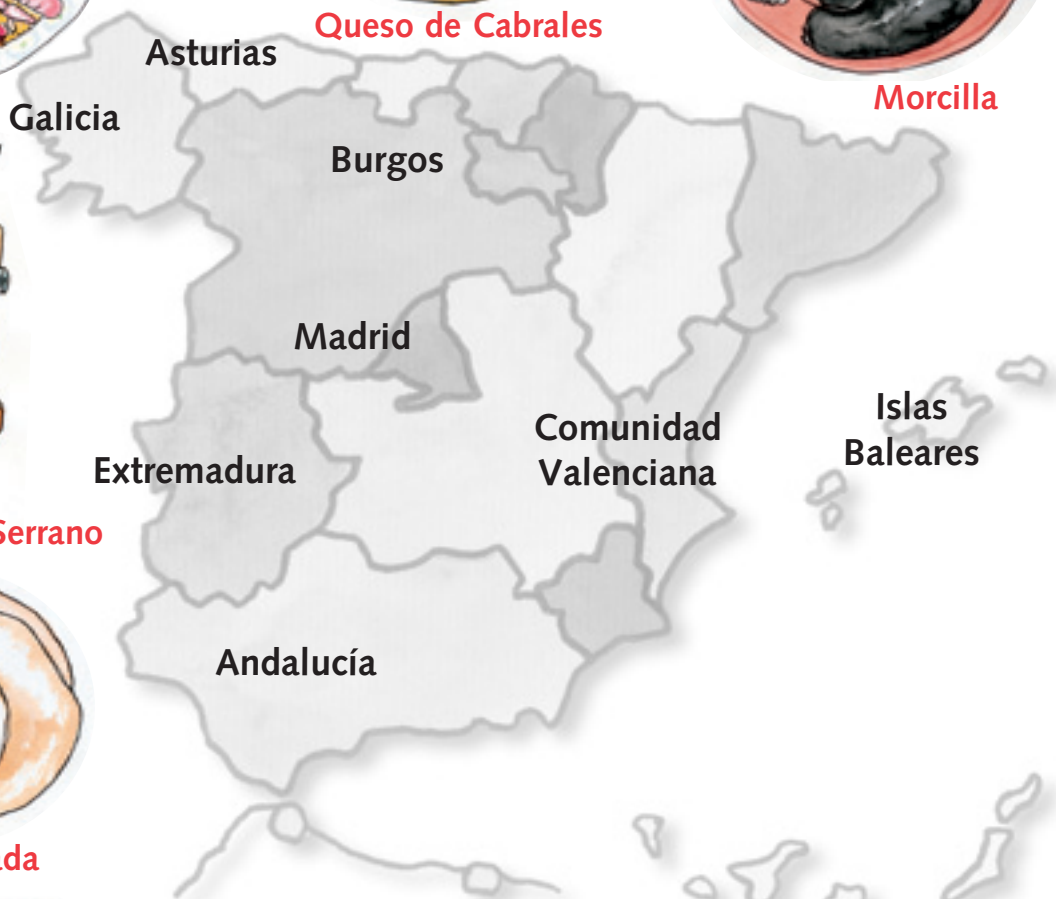 Queso de Cabrales
Asturias
Morcilla
Galicia
Burgos
Madrid
Islas
Baleares
Comunidad
Valenciana
Extremadura
Serrano
Andalucía